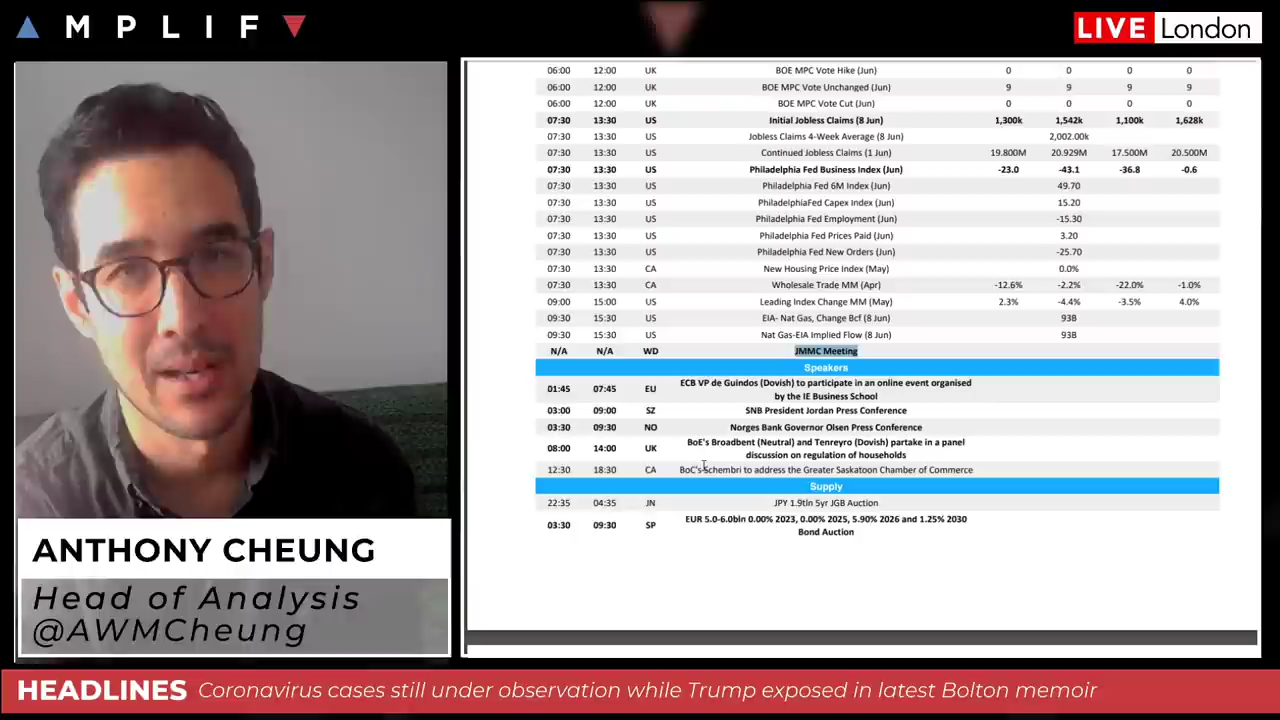 ▲ M P L I F ▼
LIVE London
06:00 12:00 UK BOE MPC Vote Hike (Jun) 0 0 0 0
06:00 12:00 UK BOE MPC Vote Unchanged (Jun) 9 9 9 9
06:00 12:00 UK BOE MPC Vote Cut (Jun) 0 0 0 0
07:30 13:30 US Initial Jobless Claims (8 Jun) 1,300k 1,542k 1,100k 1,628k
07:30 13:30 US Jobless Claims 4-Week Average (8 Jun) 2,002.00k
07:30 13:30 US Continued Jobless Claims (1 Jun) 19.800M 20.929M 17.500M 20.500M
07:30 13:30 US Philadelphia Fed Business Index (Jun) -23.0 -43.1 -36.8 -0.6
07:30 13:30 US Philadelphia Fed 6M Index (Jun) 49.70
07:30 13:30 US PhiladelphiaFed Capex Index (Jun) 15.20
07:30 13:30 US Philadelphia Fed Employment (Jun) -15.30
07:30 13:30 US Philadelphia Fed Prices Paid (Jun) 3.20
07:30 13:30 US Philadelphia Fed New Orders (Jun) -25.70
07:30 13:30 CA New Housing Price Index (May) 0.0%
07:30 13:30 CA Wholesale Trade MM (Apr) -12.6% -2.2% -22.0% -1.0%
09:00 15:00 US Leading Index Change MM (May) 2.3% -4.4% -3.5% 4.0%
09:30 15:30 US EIA- Nat Gas, Change Bcf (8 Jun) 93B
09:30 15:30 US Nat Gas-EIA Implied Flow (8 Jun) 93B
N/A N/A WD JMMC Meeting
Speakers
01:45 07:45 EU ECB VP de Guindos (Dovish) to participate in an online event organised
by the IE Business School
03:00 09:00 SZ SNB President Jordan Press Conference
03:30 09:30 NO Norges Bank Governor Olsen Press Conference
08:00 14:00 UK BoE's Broadbent (Neutral) and Tenreyro (Dovish) partake in a panel
discussion on regulation of households
12:30 18:30 CA BoC's Schembri to address the Greater Saskatoon Chamber of Commerce
Supply
22:35 04:35 JN JPY 1.9tln 5yr JGB Auction
03:30 09:30 SP EUR 5.0-6.0bln 0.00% 2023, 0.00% 2025, 5.90% 2026 and 1.25% 2030
Bond Auction
ANTHONY CHEUNG
Head of Analysis
@AWMCheung
HEADLINES Coronavirus cases still under observation while Trump exposed in latest Bolton memoir